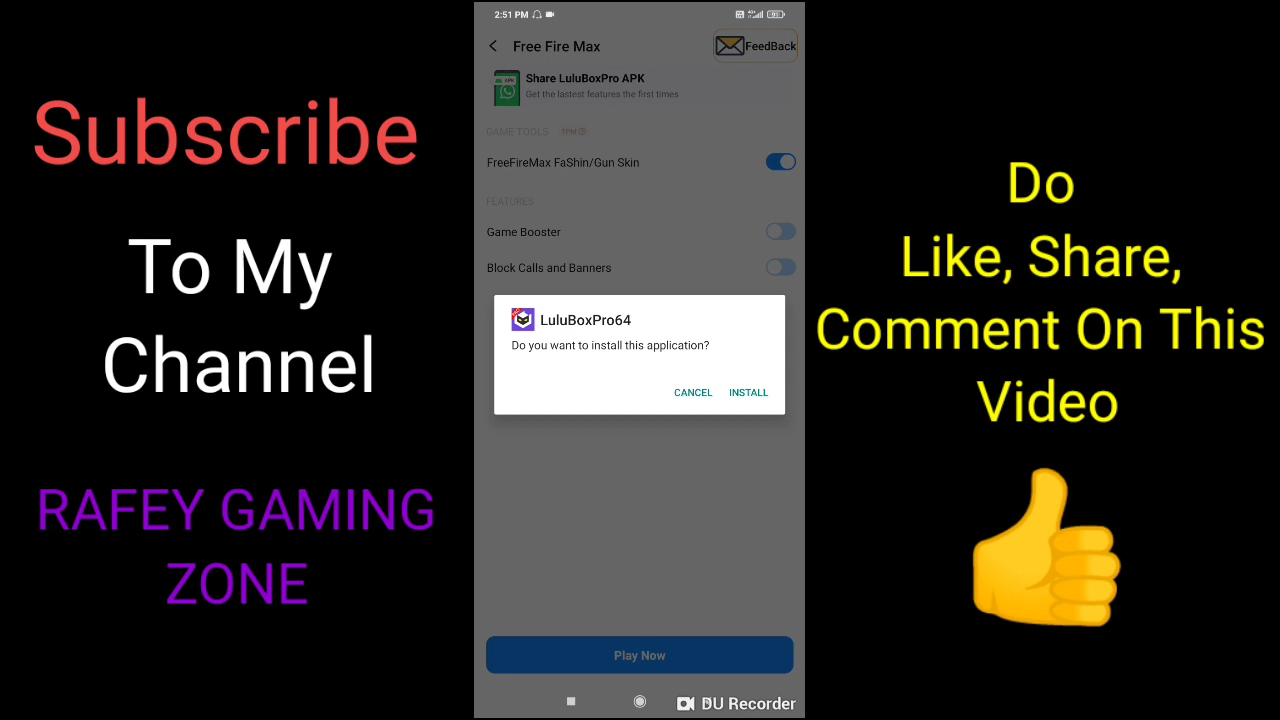 Subscribe
To My
Channel
RAFEY GAMING
ZONE
2:51 PM
Free Fire Max
FeedBack
Share LuluBoxPro APK
Get the lastest features the first times
GAME TOOLS
FreeFireMax FaShin/Gun Skin
FEATURES
Game Booster
Block Calls and Banners
LuluBoxPro64
Do you want to install this application?
CANCEL INSTALL
Play Now
DU Recorder
Do
Like, Share,
Comment On This
Video